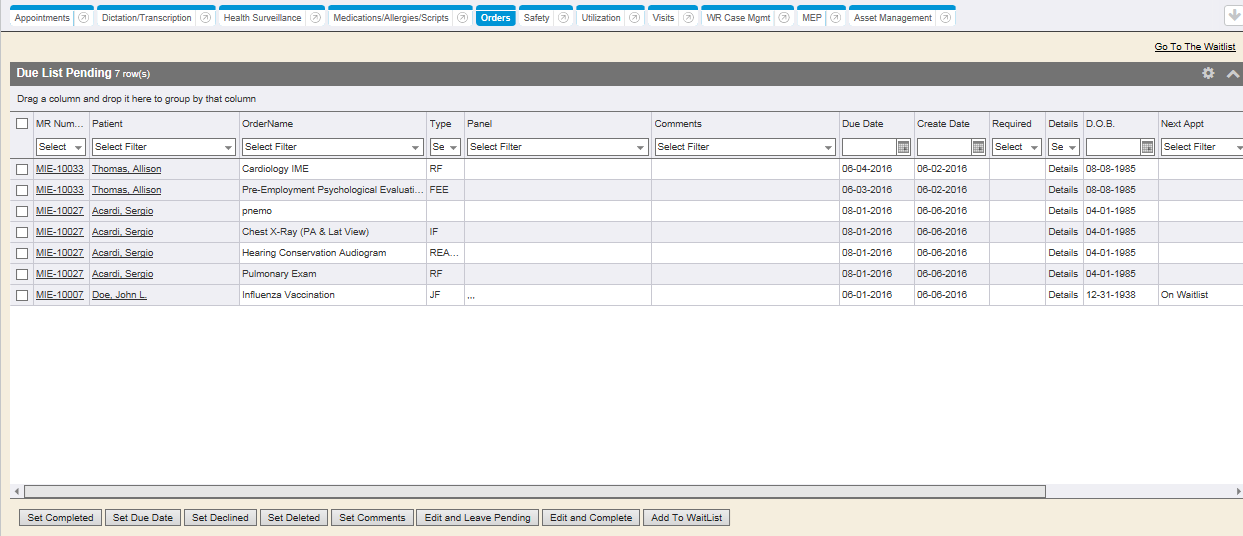 Appointments Dictation/Transcription Health Surveillance Medications/Allergies/Scripts Orders Safety Utilization Visits WR Case Mgmt MEP Asset Management
Go To The Waitlist
Due List Pending 7 row(s)
Drag a column and drop it here to group by that column
MR Num... Patient OrderName Type Panel Comments Due Date Create Date Required Details D.O.B. Next Appt
Select Select Filter Select Filter Se Select Filter Select Filter Select Se Select Filter
MIE-10033 Thomas, Allison Cardiology IME RF 06-04-2016 06-02-2016 Details 08-08-1985
MIE-10033 Thomas, Allison Pre-Employment Psychological Evaluati... FEE 06-03-2016 06-02-2016 Details 08-08-1985
MIE-10027 Acardi, Sergio pnemo 08-01-2016 06-06-2016 Details 04-01-1985
MIE-10027 Acardi, Sergio Chest X-Ray (PA & Lat View) IF 08-01-2016 06-06-2016 Details 04-01-1985
MIE-10027 Acardi, Sergio Hearing Conservation Audiogram REA... 08-01-2016 06-06-2016 Details 04-01-1985
MIE-10027 Acardi, Sergio Pulmonary Exam RF 08-01-2016 06-06-2016 Details 04-01-1985
MIE-10007 Doe, John L. Influenza Vaccination JF ,,, 06-01-2016 06-06-2016 Details 12-31-1938 On Waitlist
Set Completed Set Due Date Set Declined Set Deleted Set Comments Edit and Leave Pending Edit and Complete Add To WaitList